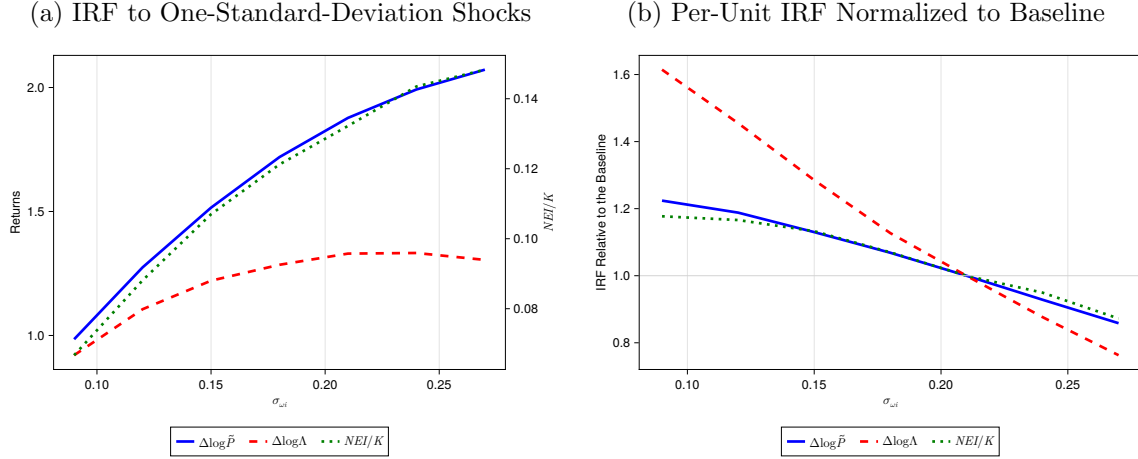 (a) IRF to One-Standard-Deviation Shocks
2.0
1.5
1.0
Returns
0.14
0.12
0.10
0.08
NEI/K
0.10 0.15 0.20 0.25
σωi
Δlog P̃ ΔlogΛ NEI/K
(b) Per-Unit IRF Normalized to Baseline
1.6
1.4
1.2
1.0
0.8
IRF Relative to the Baseline
0.10 0.15 0.20 0.25
σωi
Δlog P̃ ΔlogΛ NEI/K